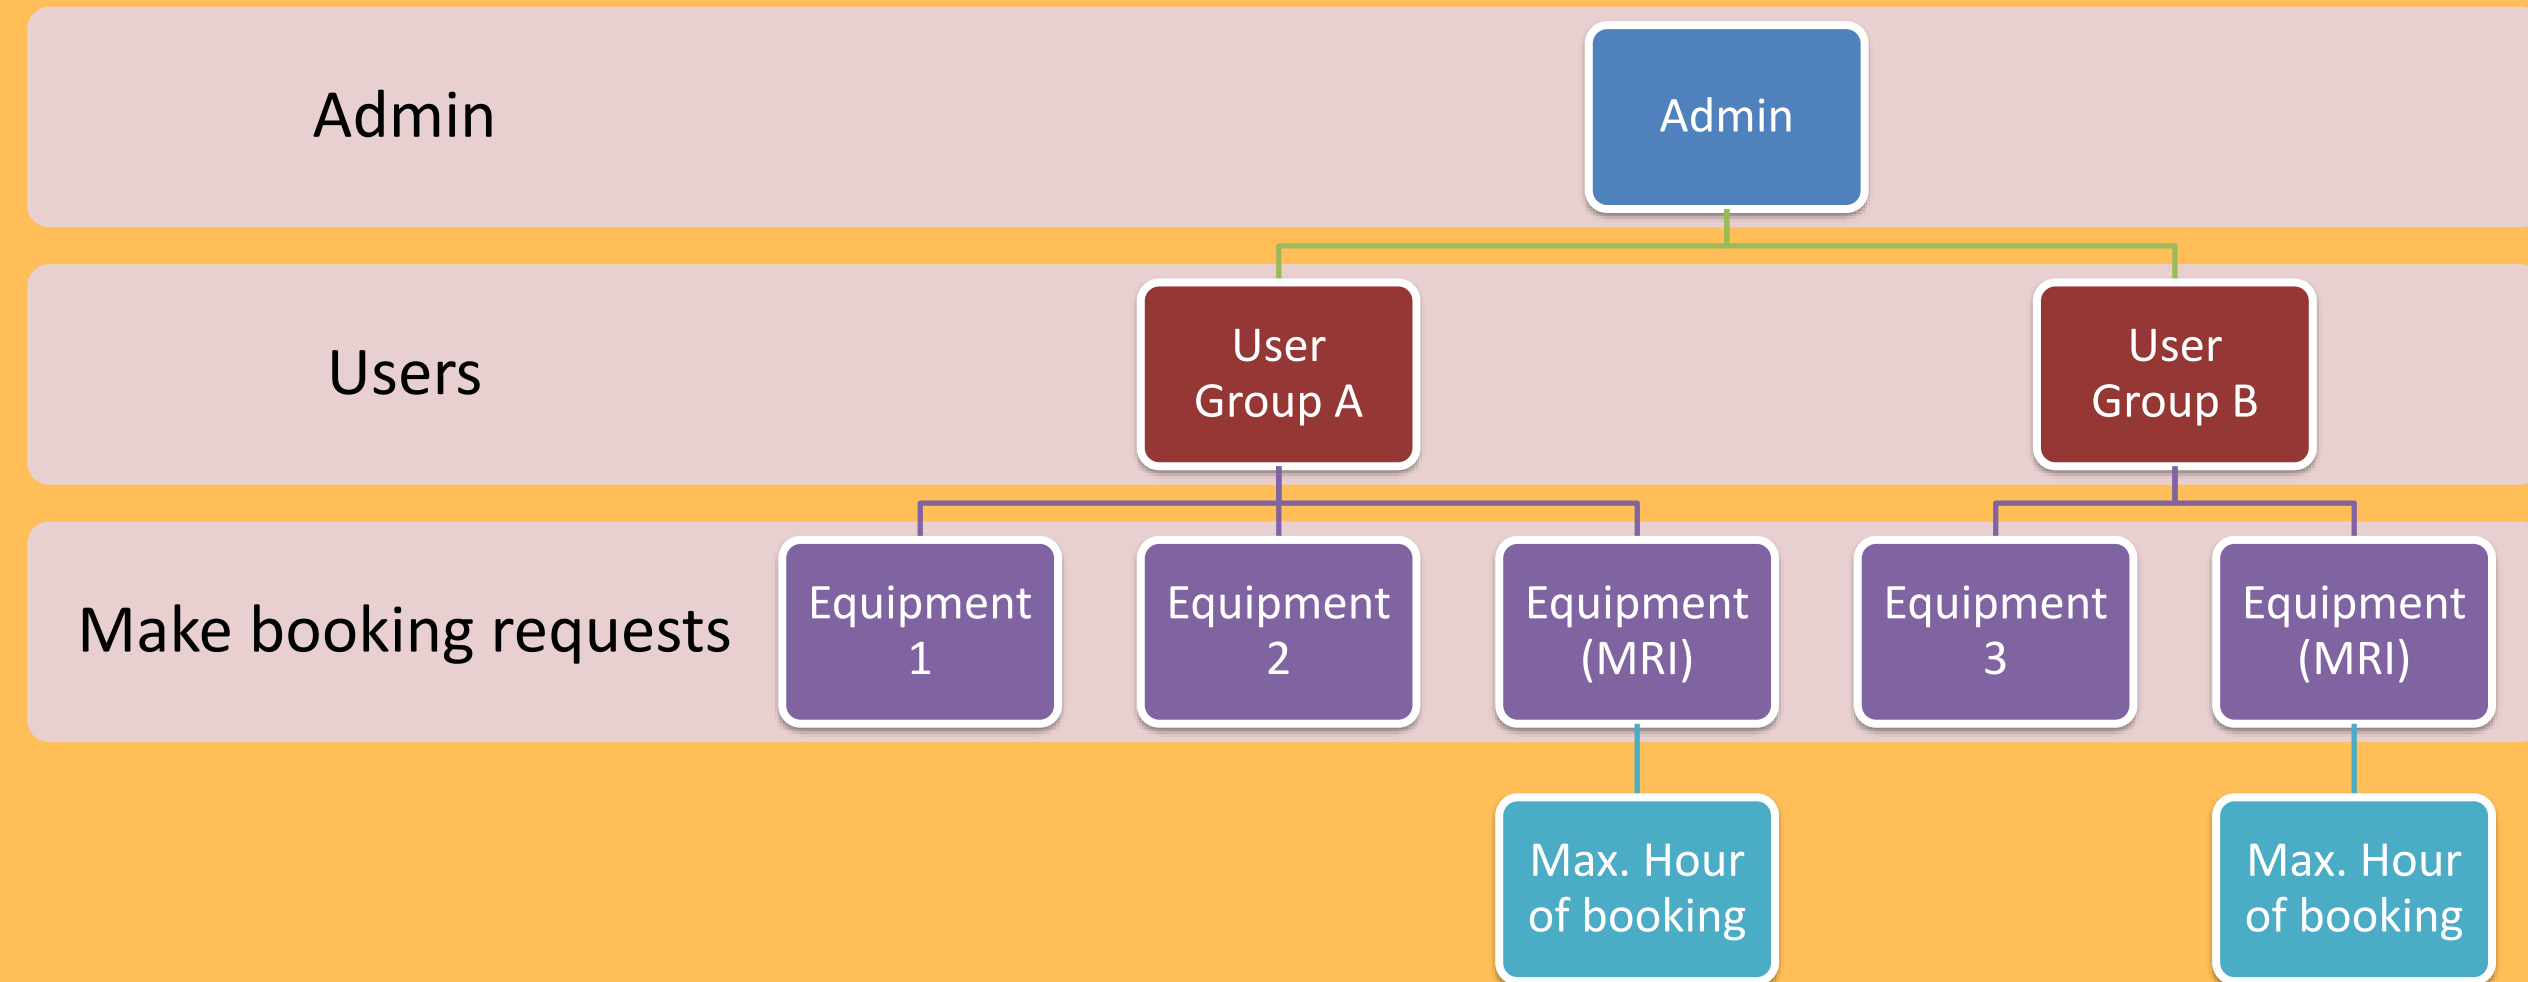 Admin
Admin
Users
User
Group A
User
Group B
Make booking requests
Equipment
1
Equipment
2
Equipment
(MRI)
Equipment
3
Equipment
(MRI)
Max. Hour
of booking
Max. Hour
of booking